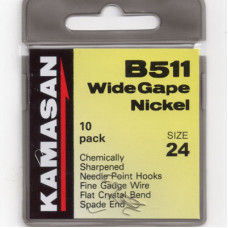 KAMASAN
B511
Wide Gape
Nickel
10
pack
SIZE
24
Chemically
Sharpened
Needle Point Hooks
Fine Gauge Wire
Flat Crystal Bend
Spade End